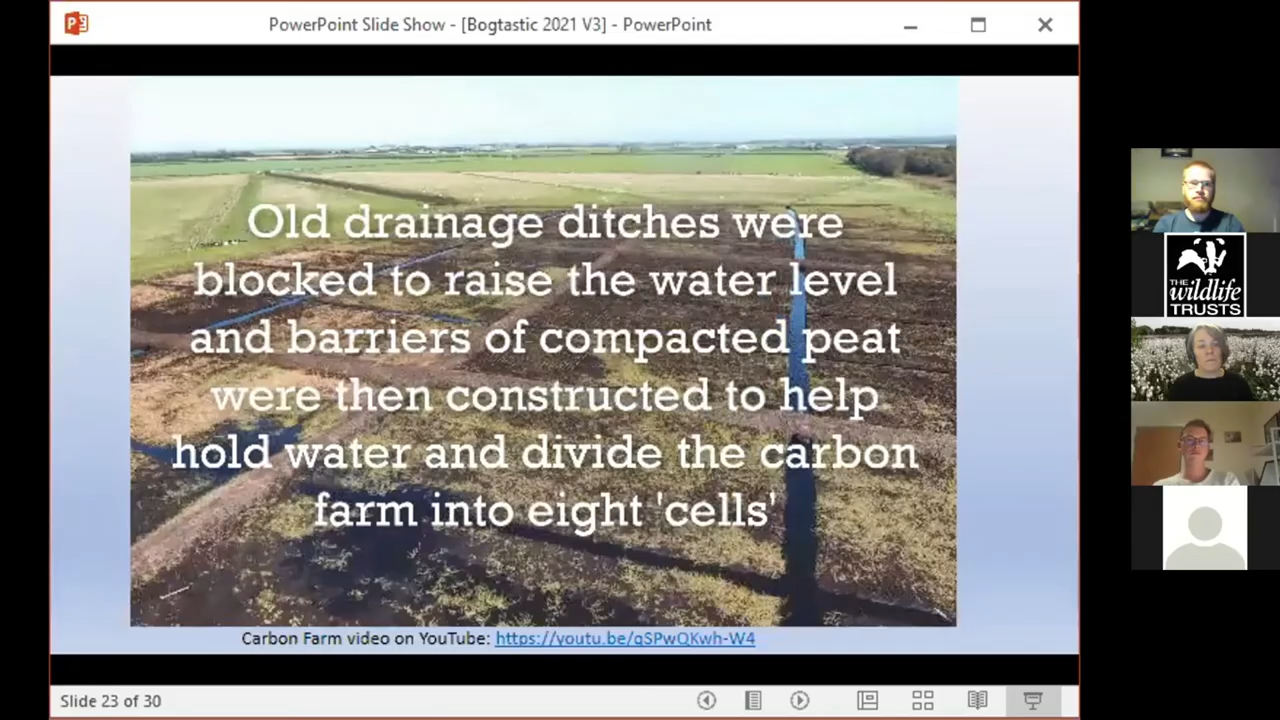 PowerPoint Slide Show - [Bogtastic 2021 V3] - PowerPoint
Old drainage ditches were
blocked to raise the water level
and barriers of compacted peat
were then constructed to help
hold water and divide the carbon
farm into eight 'cells'
Carbon Farm video on YouTube: https://youtu.be/qSPwQKwh-W4
Slide 23 of 30
THE
wildlife
TRUSTS